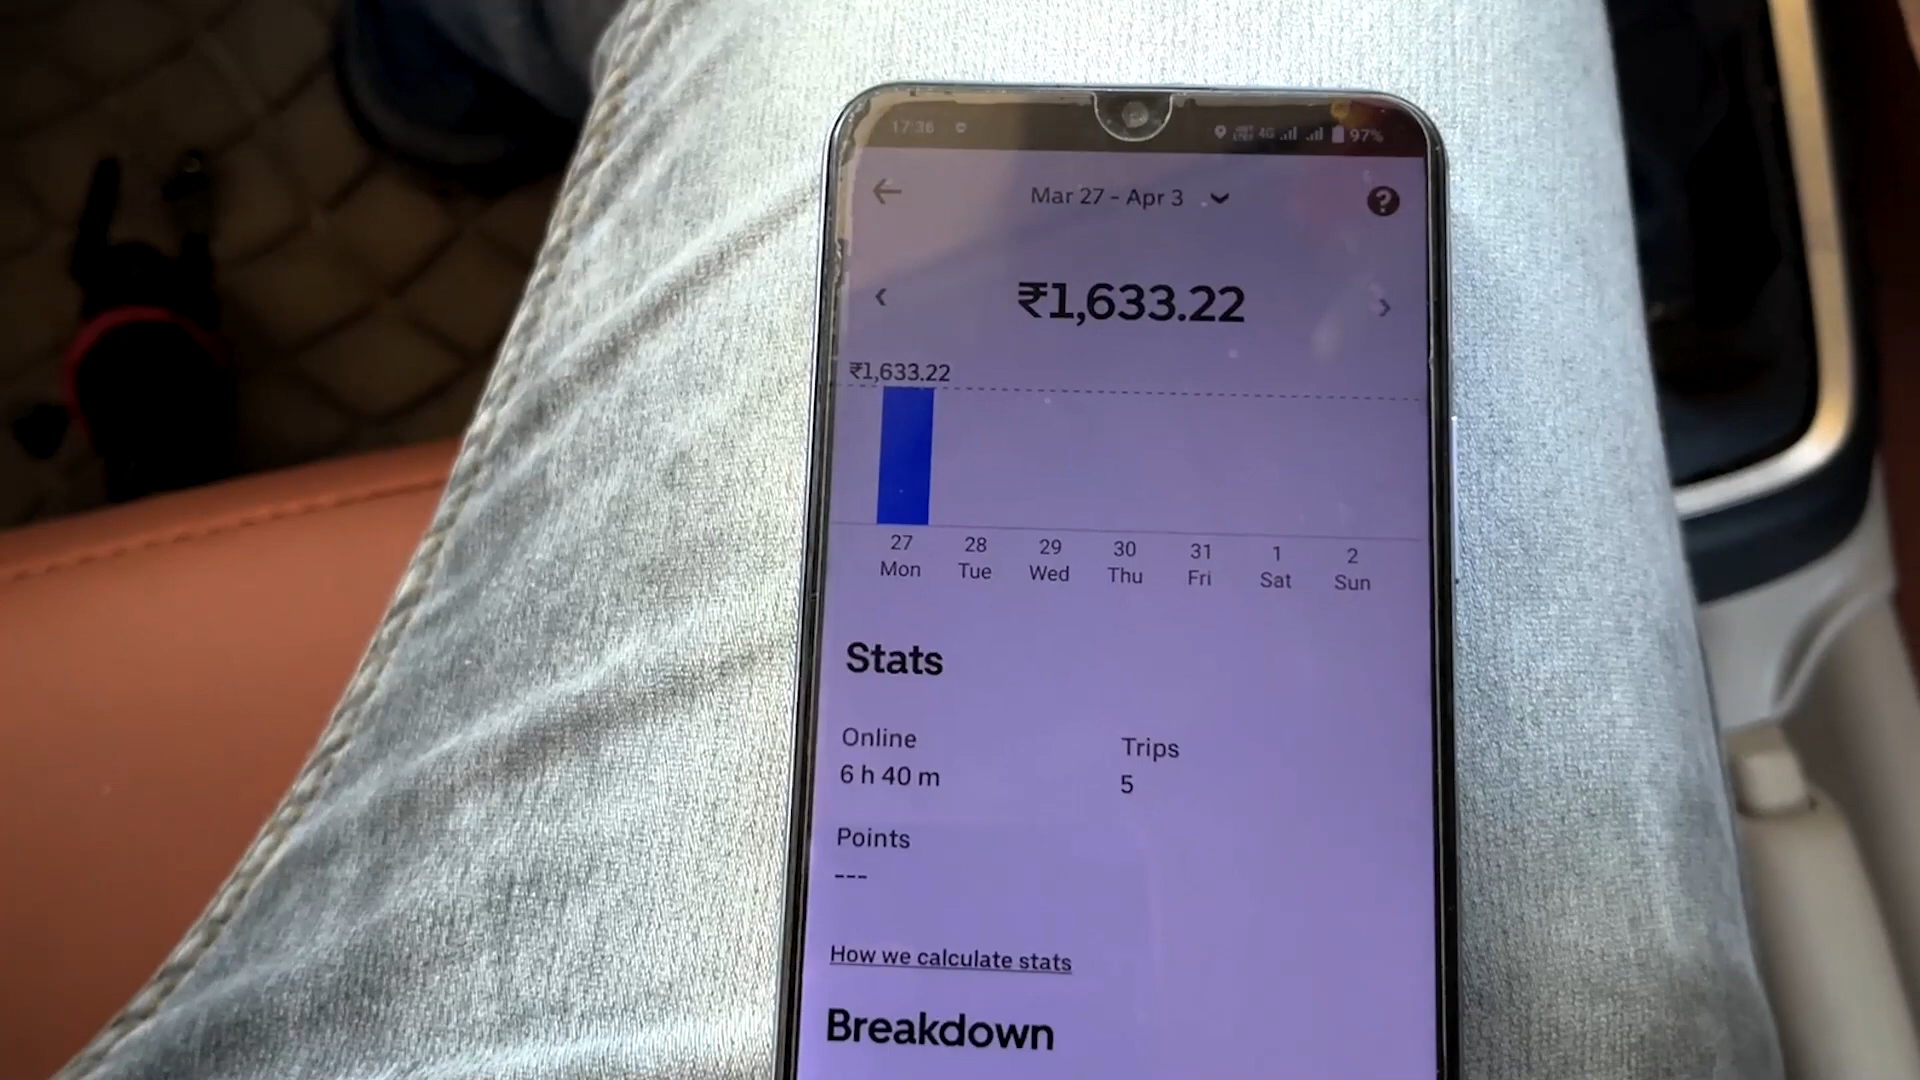 17:36 4G 97%
Mar 27 - Apr 3
₹1,633.22
₹1,633.22
27 28 29 30 31 1 2
Mon Tue Wed Thu Fri Sat Sun
Stats
Online Trips
6 h 40 m 5
Points
---
How we calculate stats
Breakdown